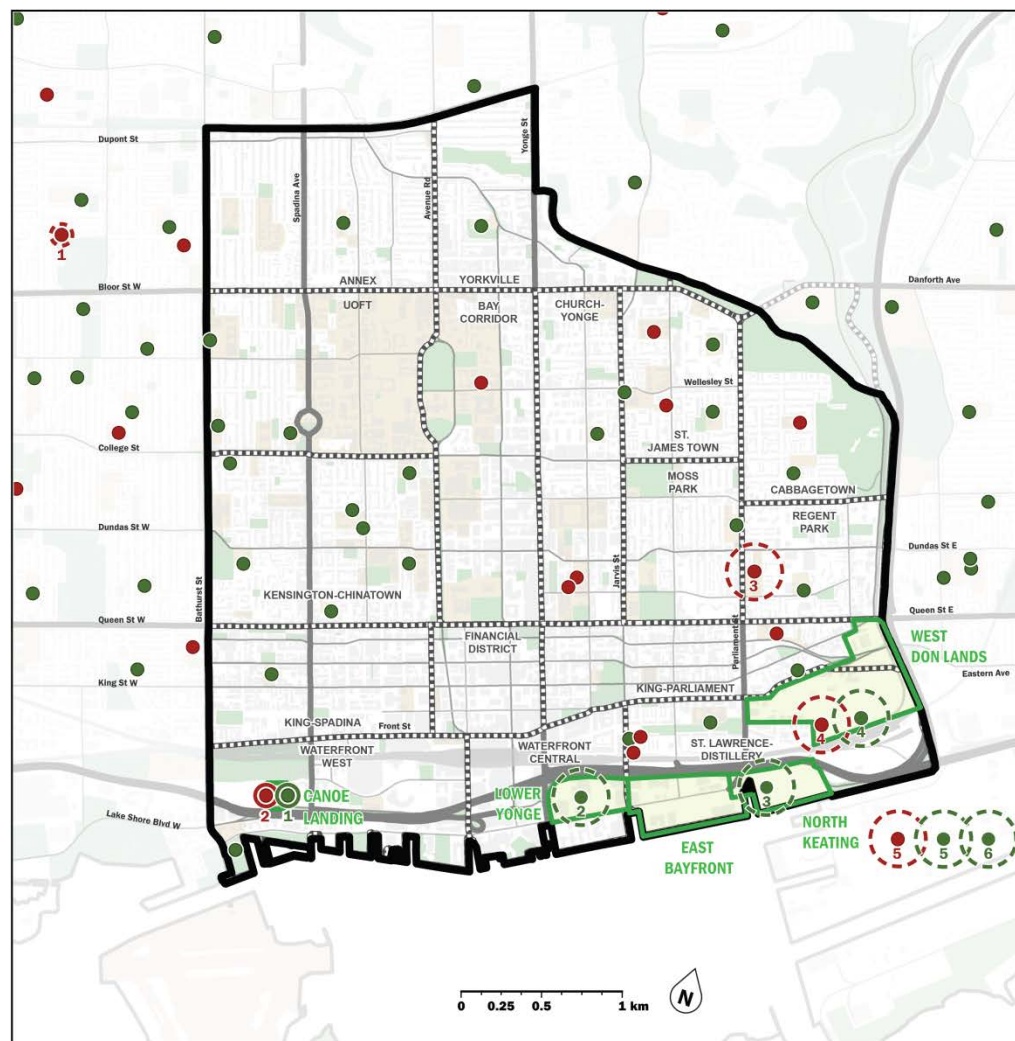 Dupont St
Spadina Ave
Avenue Rd
Yonge St
1
Bloor St W
ANNEX
YORKVILLE
Danforth Ave
UOFT
BAY
CORRIDOR
CHURCH-
YONGE
Wellesley St
College St
ST.
JAMES TOWN
MOSS
PARK
CABBAGETOWN
REGENT
PARK
Dundas St W
Dundas St E
Bathurst St
Jarvis St
3
KENSINGTON-CHINATOWN
Queen St W
Queen St E
FINANCIAL
DISTRICT
Parliament St
WEST
DON LANDS
King St W
Eastern Ave
KING-PARLIAMENT
KING-SPADINA
Front St
4
4
WATERFRONT
WEST
WATERFRONT
CENTRAL
ST. LAWRENCE-
DISTILLERY
CANOE
LANDING
2
1
LOWER
YONGE
2
3
Lake Shore Blvd W
NORTH
KEATING
EAST
BAYFRONT
5
5
6
N
0 0.25 0.5 1 km